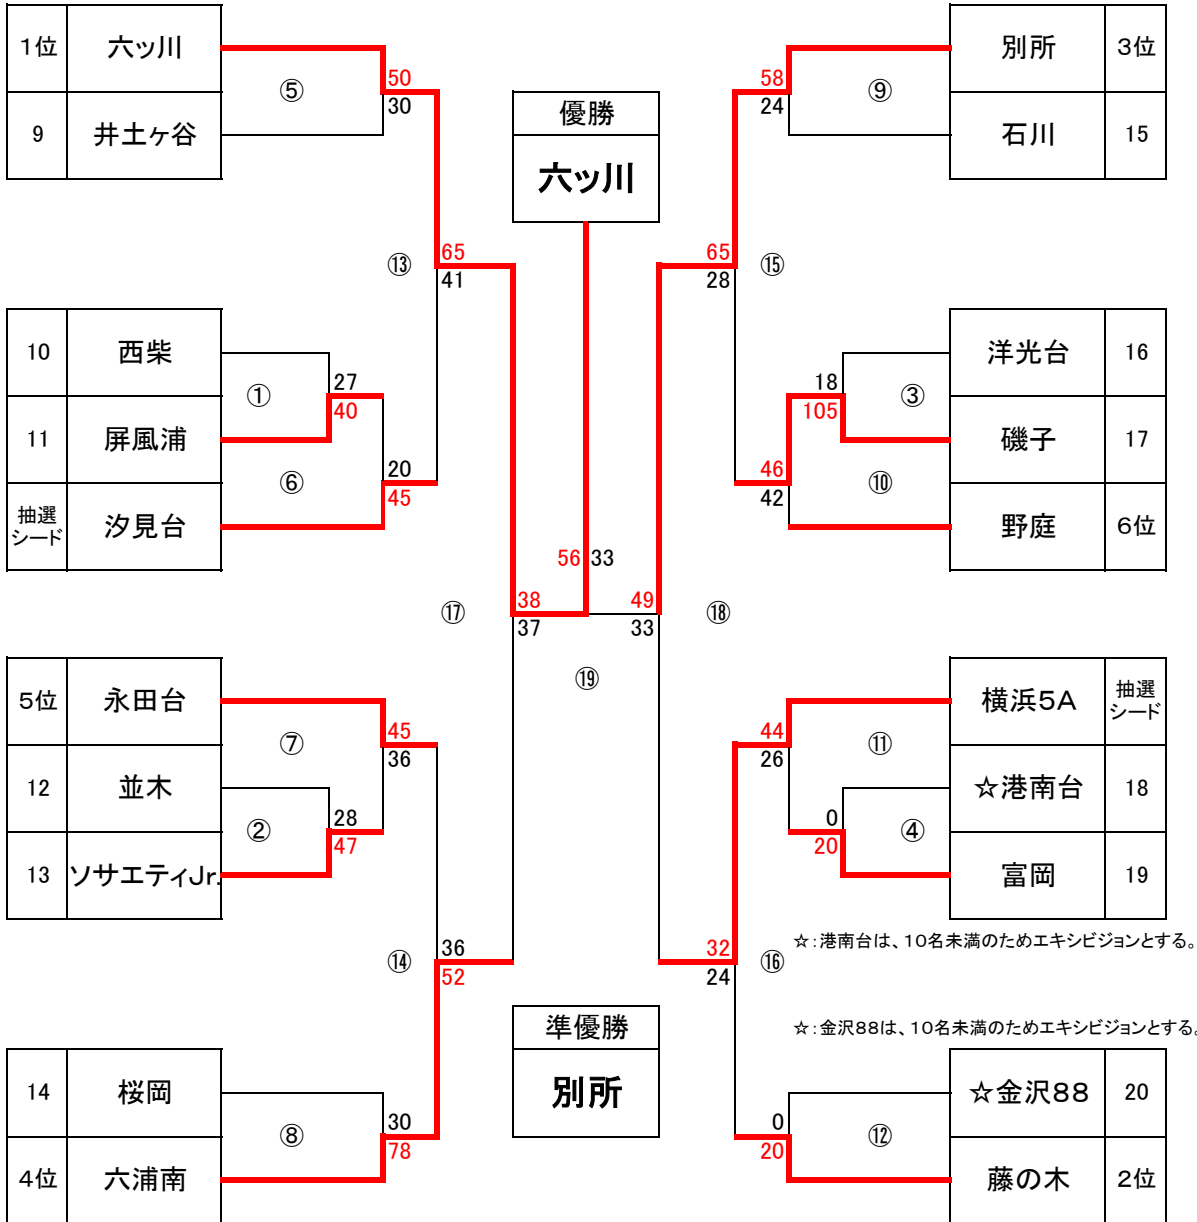 1位 六ッ川
⑤
50
30
9 井土ヶ谷
10 西柴
①
27
40
11 屏風浦
⑥
20
45
抽選
シード
汐見台
⑬
65
41
5位 永田台
⑦
45
36
12 並木
②
28
47
13 ソサエティJr.
⑭
36
52
14 桜岡
⑧
30
78
4位 六浦南
⑰
38
37
優勝
六ッ川
56 33
⑲
準優勝
別所
49
33
⑱
別所 3位
58
24
⑨
石川 15
65
28
⑮
洋光台 16
18
105
③
磯子 17
46
42
⑩
野庭 6位
横浜5A
抽選
シード
44
26
⑪
☆港南台 18
0
20
④
富岡 19
☆:港南台は、10名未満のためエキシビジョンとする。
32
24
⑯
☆:金沢88は、10名未満のためエキシビジョンとする。
☆金沢88 20
0
20
⑫
藤の木 2位